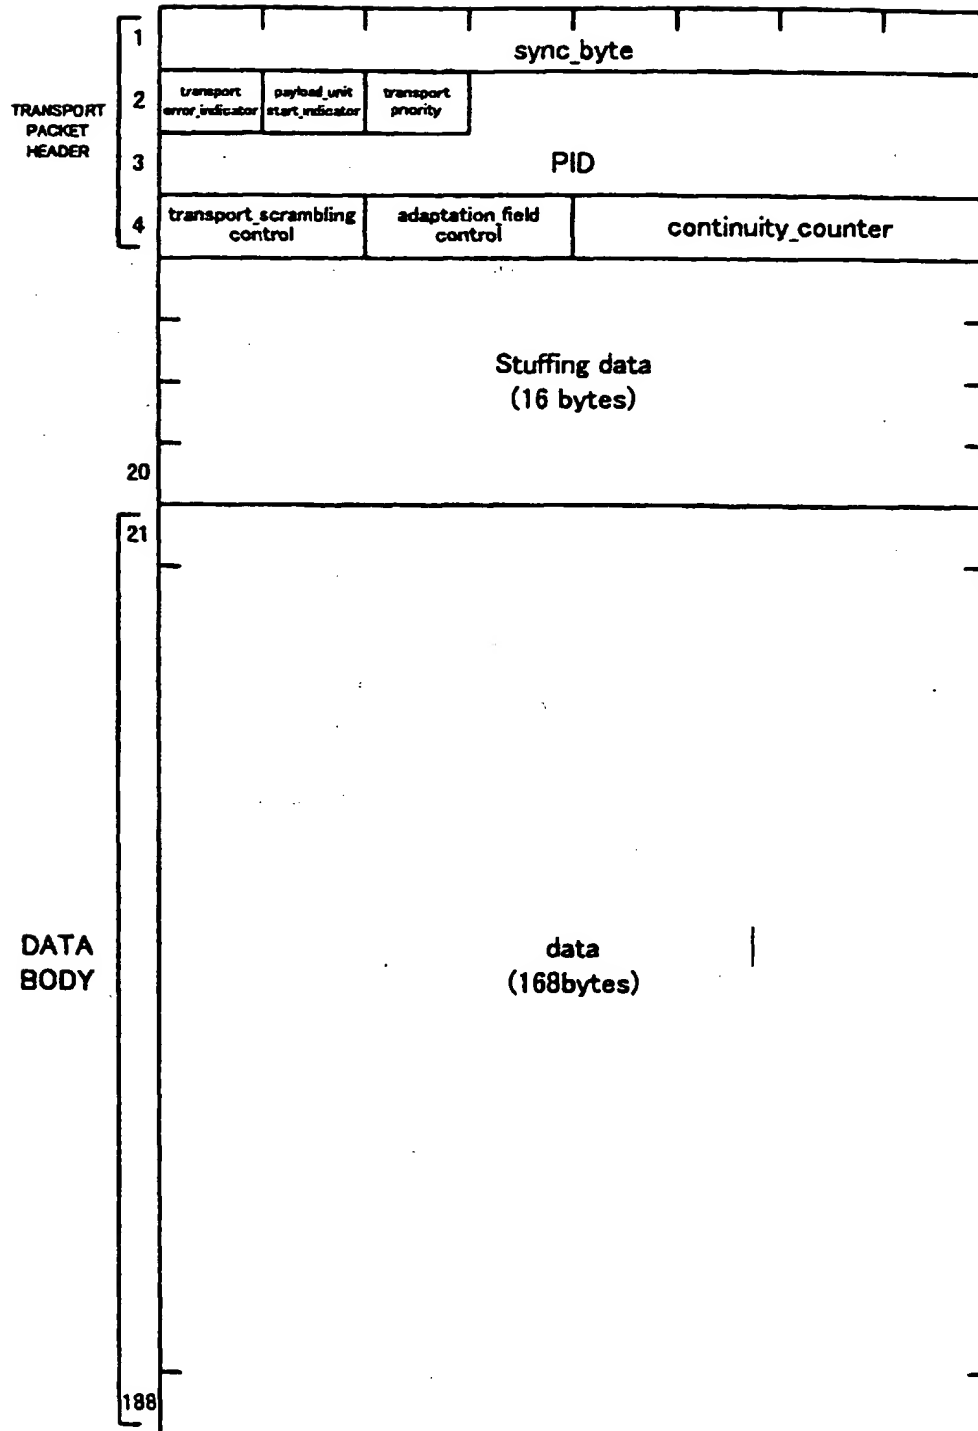 1
sync_byte
TRANSPORT
PACKET
HEADER
2
transport
error_indicator
payload_unit
start_indicator
transport
priority
3
PID
4
transport_scrambling
control
adaptation_field
control
continuity_counter
Stuffing data
(16 bytes)
20
21
DATA
BODY
data
(168bytes)
188